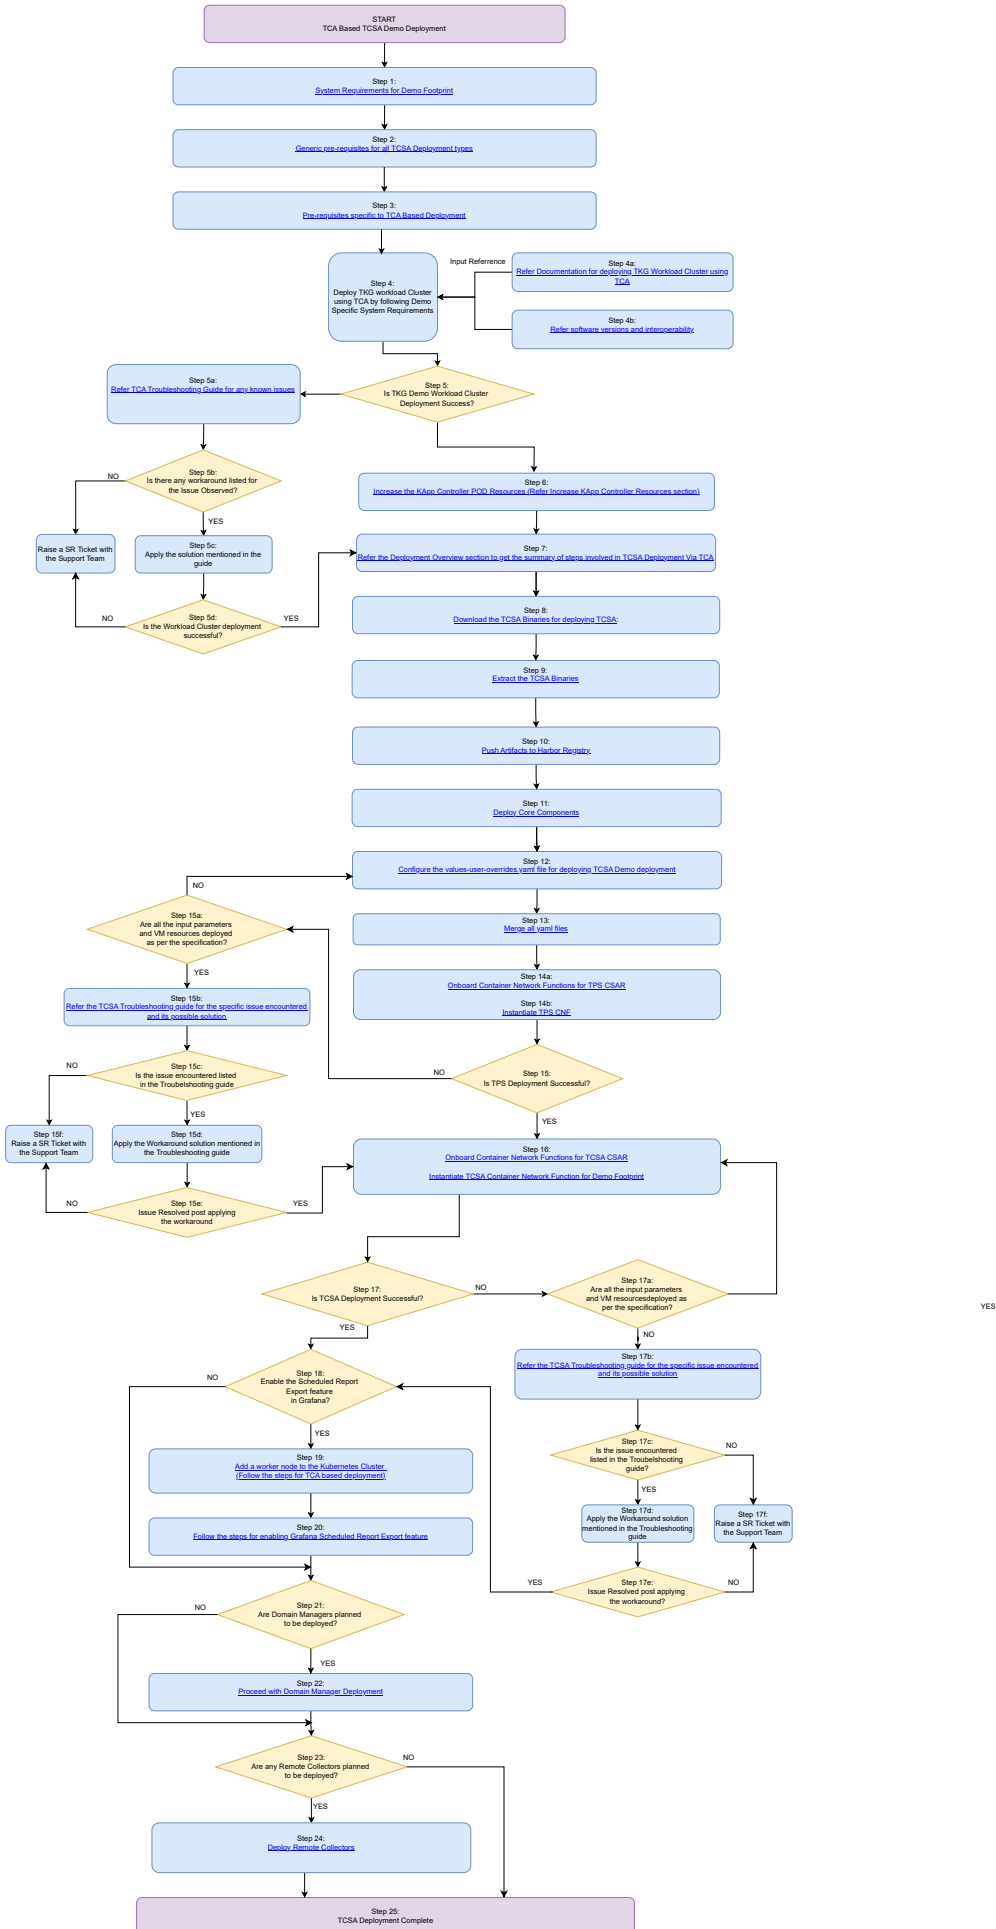 START
TCA Based TCSA Demo Deployment
Step 1:
System Requirements for Demo Footprint
Step 2:
Generic pre-requisites for all TCSA Deployment types
Step 3:
Pre-requisites specific to TCA Based Deployment
Step 4:
Deploy TKG workload Cluster
using TCA by following Demo
Specific System Requirements
Input Referrence
Step 4a:
Refer Documentation for deploying TKG Workload Cluster using
TCA
Step 4b:
Refer software versions and interoperability
Step 5:
Is TKG Demo Workload Cluster
Deployment Success?
Step 5a:
Refer TCA Troubleshooting Guide for any known issues
Step 5b:
Is there any workaround listed for
the Issue Observed?
NO
YES
Raise a SR Ticket with
the Support Team
Step 5c:
Apply the solution mentioned in the
guide
Step 5d:
Is the Workload Cluster deployment
successful?
NO
YES
Step 6:
Increase the KApp Controller POD Resources (Refer Increase KApp Controller Resources section)
Step 7:
Refer the Deployment Overview section to get the summary of steps involved in TCSA Deployment Via TCA
Step 8:
Download the TCSA Binaries for deploying TCSA:
Step 9:
Extract the TCSA Binaries
Step 10:
Push Artifacts to Harbor Registry
Step 11:
Deploy Core Components
Step 12:
Configure the values-user-overrides.yaml file for deploying TCSA Demo deployment
Step 13:
Merge all yaml files
Step 14a:
Onboard Container Network Functions for TPS CSAR
Step 14b:
Instantiate TPS CNF
Step 15:
Is TPS Deployment Successful?
NO
YES
NO
Step 15a:
Are all the input parameters
and VM resources deployed
as per the specification?
YES
Step 15b:
Refer the TCSA Troubleshooting guide for the specific issue encountered
and its possible solution
Step 15c:
Is the issue encountered listed
in the Troubelshooting guide
NO
YES
Step 15f:
Raise a SR Ticket with
the Support Team
Step 15d:
Apply the Workaround solution mentioned in
the Troubleshooting guide
Step 15e:
Issue Resolved post applying
the workaround
NO
YES
Step 16:
Onboard Container Network Functions for TCSA CSAR
Instantiate TCSA Container Network Function for Demo Footprint
Step 17:
Is TCSA Deployment Successful?
NO
YES
Step 17a:
Are all the input parameters
and VM resourcesdeployed as
per the specification?
YES
NO
Step 17b:
Refer the TCSA Troubleshooting guide for the specific issue encountered
and its possible solution
Step 17c:
Is the issue encountered
listed in the Troubelshooting
guide?
NO
YES
Step 17d:
Apply the Workaround solution
mentioned in the Troubleshooting
guide
Step 17f:
Raise a SR Ticket with
the Support Team
Step 17e:
Issue Resolved post applying
the workaround?
YES
NO
Step 18:
Enable the Scheduled Report
Export feature
in Grafana?
NO
YES
Step 19:
Add a worker node to the Kubernetes Cluster
(Follow the steps for TCA based deployment)
Step 20:
Follow the steps for enabling Grafana Scheduled Report Export feature
Step 21:
Are Domain Managers planned
to be deployed?
NO
YES
Step 22:
Proceed with Domain Manager Deployment
Step 23:
Are any Remote Collectors planned
to be deployed?
NO
YES
Step 24:
Deploy Remote Collectors
Step 25:
TCSA Deployment Complete